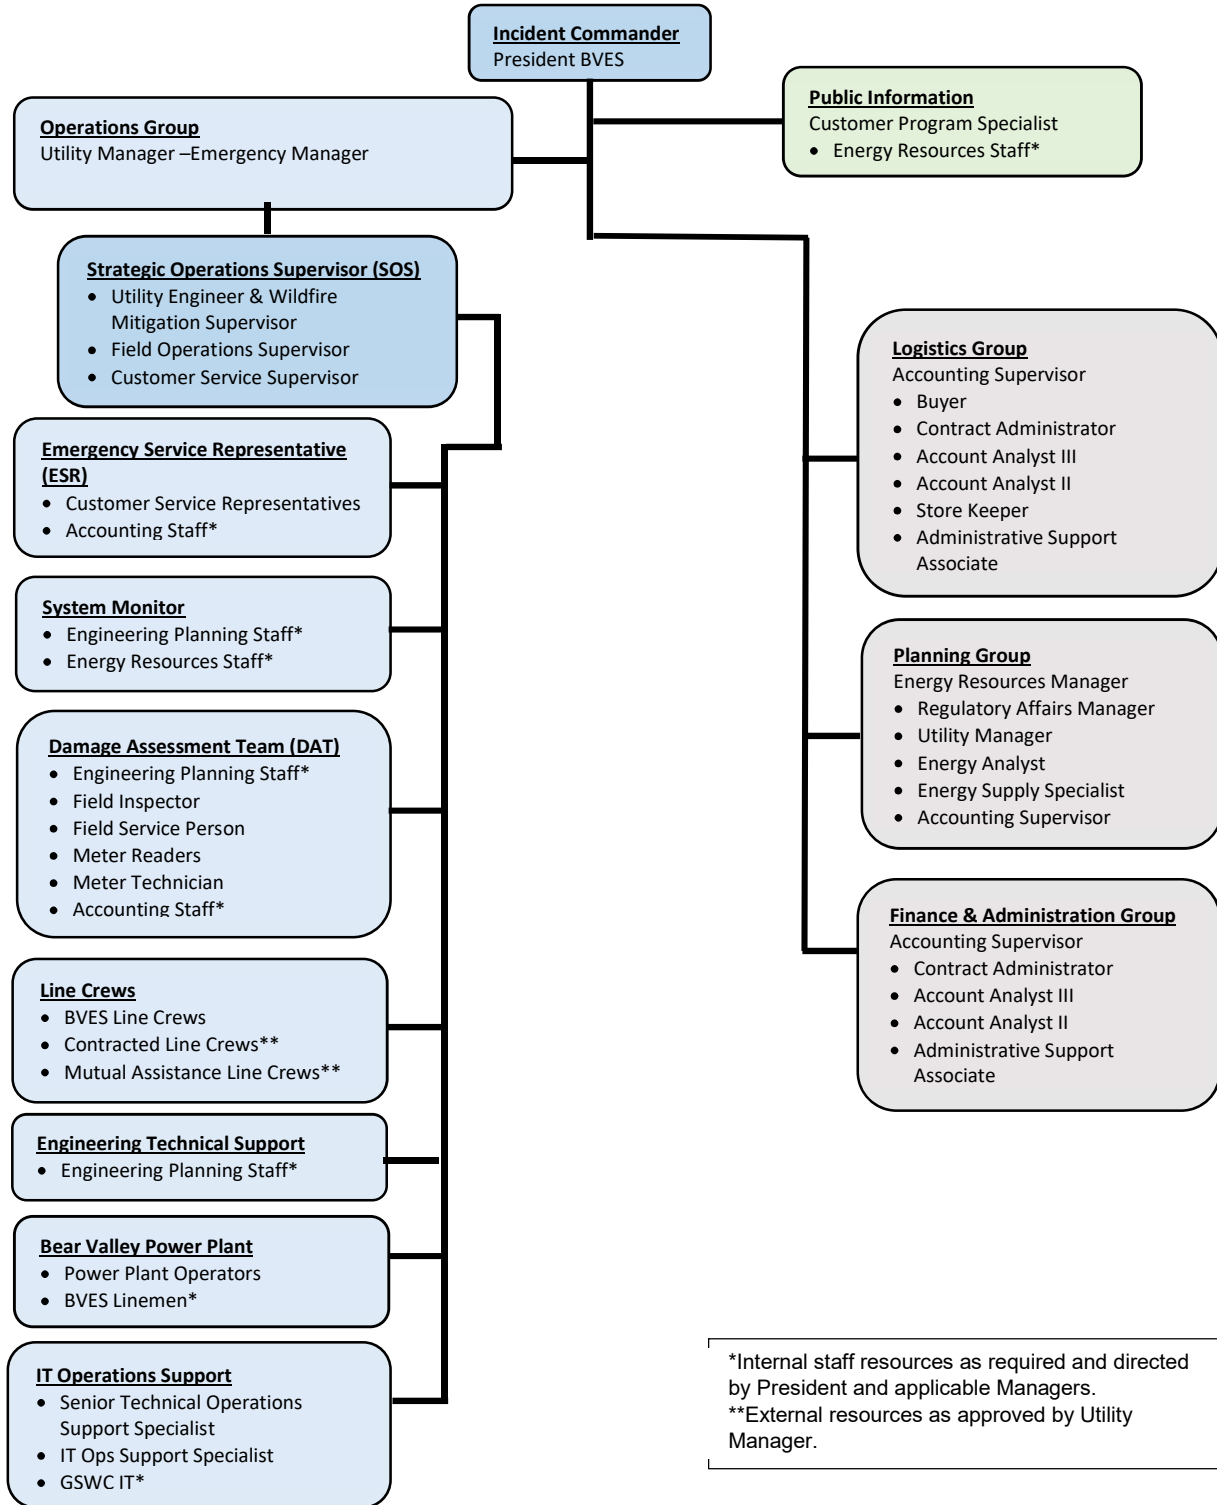 Incident Commander
President BVES
Public Information
Customer Program Specialist
• Energy Resources Staff*
Operations Group
Utility Manager –Emergency Manager
Strategic Operations Supervisor (SOS)
• Utility Engineer & Wildfire
Mitigation Supervisor
• Field Operations Supervisor
• Customer Service Supervisor
Emergency Service Representative
(ESR)
• Customer Service Representatives
• Accounting Staff*
System Monitor
• Engineering Planning Staff*
• Energy Resources Staff*
Damage Assessment Team (DAT)
• Engineering Planning Staff*
• Field Inspector
• Field Service Person
• Meter Readers
• Meter Technician
• Accounting Staff*
Line Crews
• BVES Line Crews
• Contracted Line Crews**
• Mutual Assistance Line Crews**
Engineering Technical Support
• Engineering Planning Staff*
Bear Valley Power Plant
• Power Plant Operators
• BVES Linemen*
IT Operations Support
• Senior Technical Operations
Support Specialist
• IT Ops Support Specialist
• GSWC IT*
Logistics Group
Accounting Supervisor
• Buyer
• Contract Administrator
• Account Analyst III
• Account Analyst II
• Store Keeper
• Administrative Support
Associate
Planning Group
Energy Resources Manager
• Regulatory Affairs Manager
• Utility Manager
• Energy Analyst
• Energy Supply Specialist
• Accounting Supervisor
Finance & Administration Group
Accounting Supervisor
• Contract Administrator
• Account Analyst III
• Account Analyst II
• Administrative Support
Associate
*Internal staff resources as required and directed
by President and applicable Managers.
**External resources as approved by Utility
Manager.